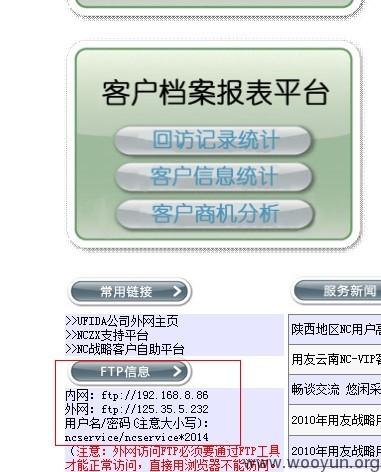 客户档案报表平台
回访记录统计
客户信息统计
客户商机分析
常用链接
服务新闻
>>UFIDA公司外网主页
>>NCZX支持平台
>>NC战略客户自助平台
陕西地区NC用户高
用友云南NC-VIP客
畅谈交流 悠闲采
2010年用友战略用
2010年用友战略用
FTP信息
内网: ftp://192.168.8.86
外网: ftp://125.35.5.232
用户名/密码(注意大小写):
ncservice/ncservice*2014
(注意: 外网访问FTP必须要通过FTP工具
才能正常访问, 直接用浏览器不能访问
www.wooyun.org